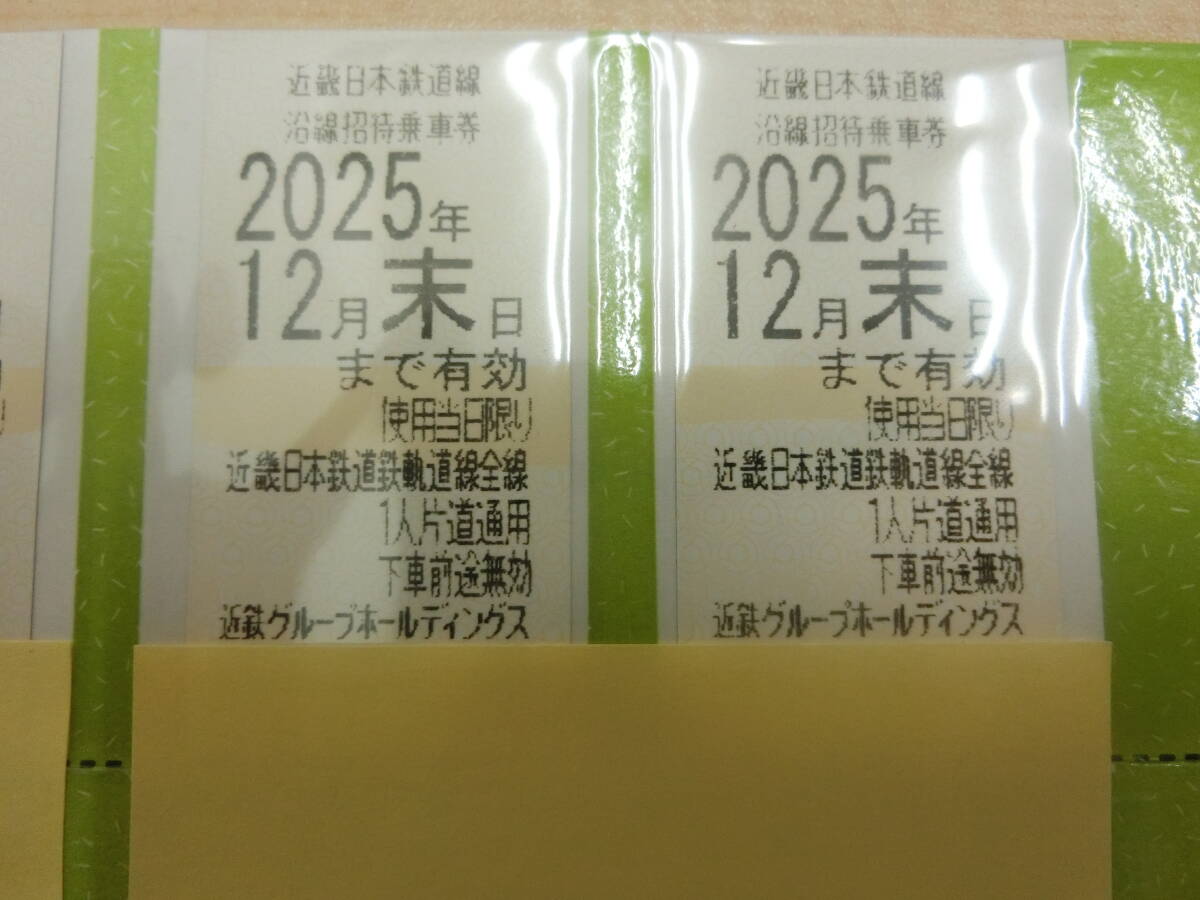 近畿日本鉄道線
沿線招待乗車券
2025年
12月末日
まで有効
使用当日限り
近畿日本鉄道鉄軌道線全線
1人片道通用
下車前途無効
近鉄グループホールディングス
近畿日本鉄道線
沿線招待乗車券
2025年
12月末日
まで有効
使用当日限り
近畿日本鉄道鉄軌道線全線
1人片道通用
下車前途無効
近鉄グループホールディングス